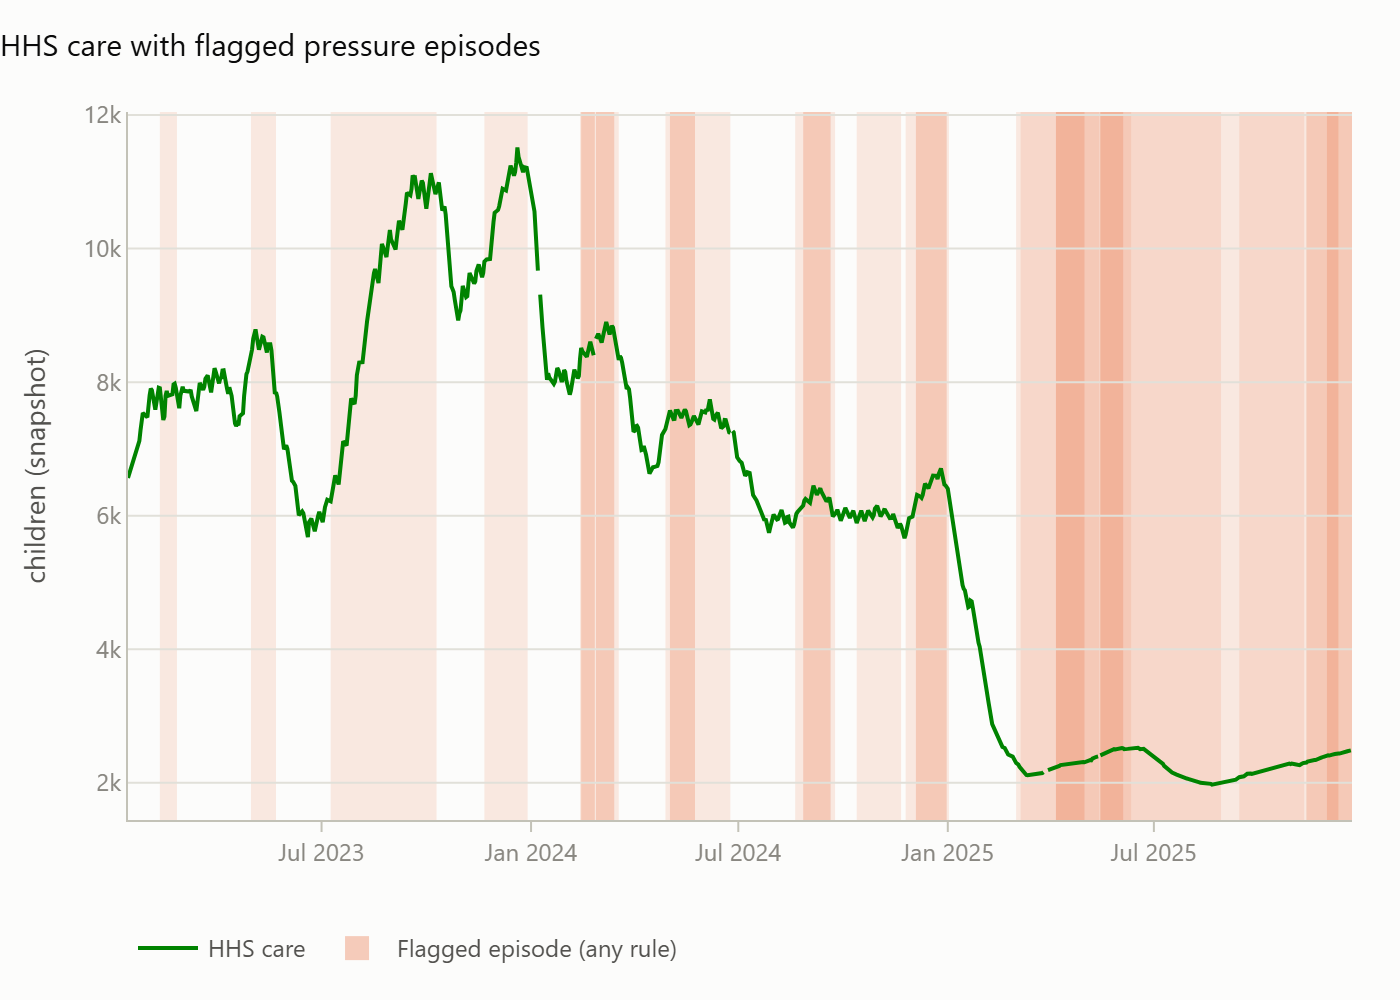 HHS care with flagged pressure episodes
12k
10k
8k
6k
4k
2k
children (snapshot)
Jul 2023
Jan 2024
Jul 2024
Jan 2025
Jul 2025
HHS care
Flagged episode (any rule)